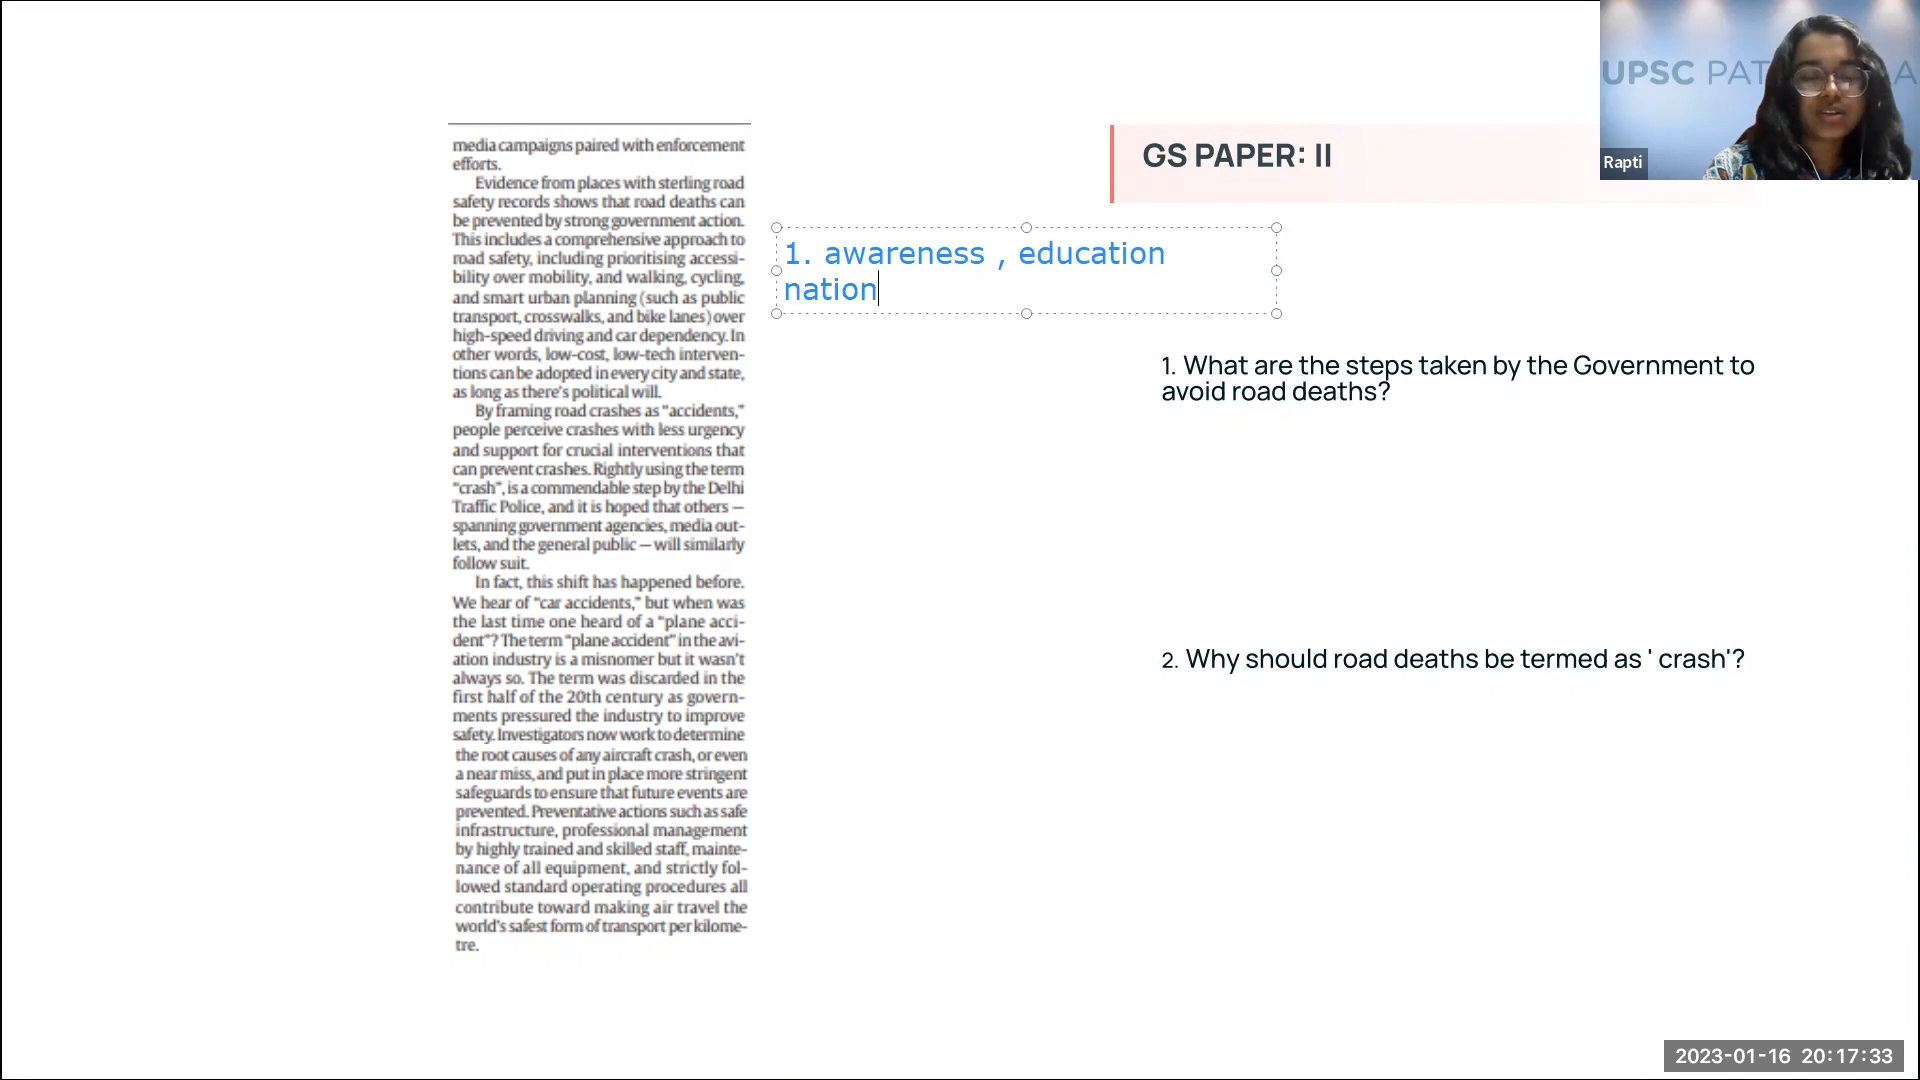 media campaigns paired with enforcement
efforts.
Evidence from places with sterling road
safety records shows that road deaths can
be prevented by strong government action.
This includes a comprehensive approach to
road safety, including prioritising accessi-
bility over mobility, and walking, cycling,
and smart urban planning (such as public
transport, crosswalks, and bike lanes) over
high-speed driving and car dependency. In
other words, low-cost, low-tech interven-
tions can be adopted in every city and state,
as long as there's political will.
By framing road crashes as "accidents,"
people perceive crashes with less urgency
and support for crucial interventions that
can prevent crashes. Rightly using the term
"crash", is a commendable step by the Delhi
Traffic Police, and it is hoped that others —
spanning government agencies, media out-
lets, and the general public — will similarly
follow suit.
In fact, this shift has happened before.
We hear of "car accidents," but when was
the last time one heard of a "plane acci-
dent"? The term "plane accident" in the avi-
ation industry is a misnomer but it wasn't
always so. The term was discarded in the
first half of the 20th century as govern-
ments pressured the industry to improve
safety. Investigators now work to determine
the root causes of any aircraft crash, or even
a near miss, and put in place more stringent
safeguards to ensure that future events are
prevented. Preventative actions such as safe
infrastructure, professional management
by highly trained and skilled staff, mainte-
nance of all equipment, and strictly fol-
lowed standard operating procedures all
contribute toward making air travel the
world's safest form of transport per kilome-
tre.
GS PAPER: II
1. awareness , education
nation
1. What are the steps taken by the Government to
avoid road deaths?
2. Why should road deaths be termed as ' crash'?
UPSC PAT A
Rapti
2023-01-16 20:17:33